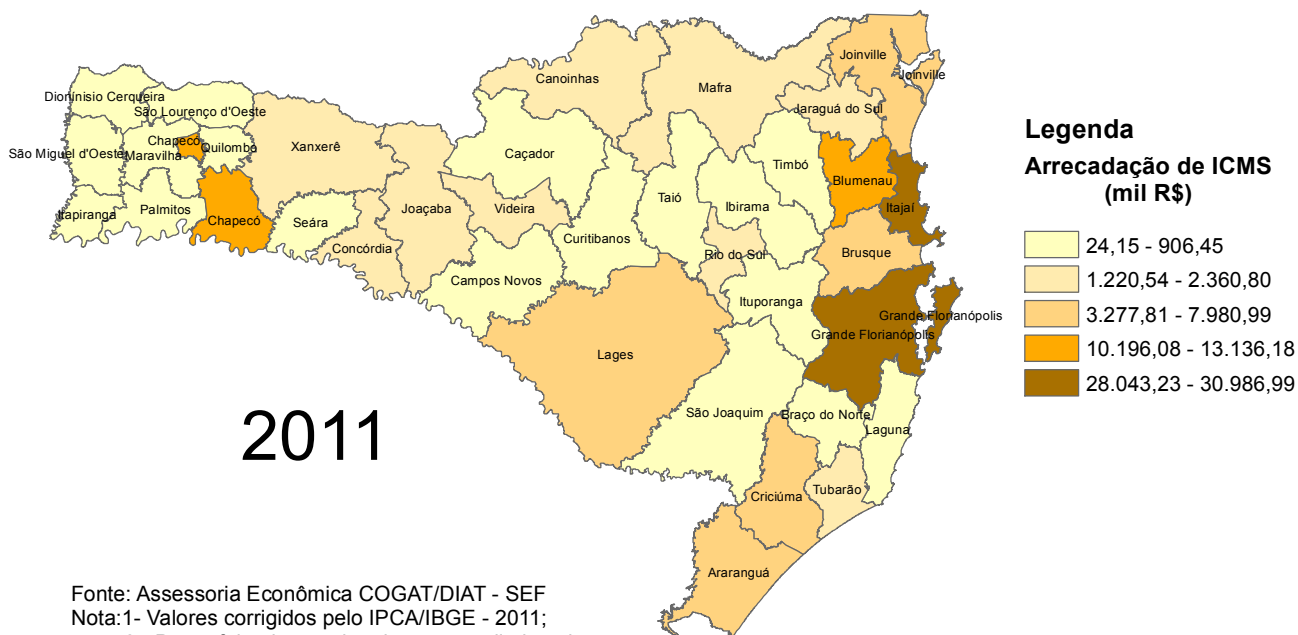 Joinville
Joinville
Canoinhas
Mafra
Jaraguá do Sul
Dionínisio Cerqueira
São Lourenço d'Oeste
São Miguel d'Oeste
Chapecó
Maravilha
Quilombo
Xanxerê
Caçador
Timbó
Blumenau
Itajaí
Itapiranga
Palmitos
Chapecó
Seára
Concórdia
Joaçaba
Videira
Curitibanos
Taió
Ibirama
Rio do Sul
Brusque
Campos Novos
Ituporanga
Grande Florianópolis
Grande Florianópolis
Lages
São Joaquim
Braço do Norte
Laguna
Criciúma
Tubarão
Araranguá
2011
Legenda
Arrecadação de ICMS
(mil R$)
24,15 - 906,45
1.220,54 - 2.360,80
3.277,81 - 7.980,99
10.196,08 - 13.136,18
28.043,23 - 30.986,99
Fonte: Assessoria Econômica COGAT/DIAT - SEF
Nota:1- Valores corrigidos pelo IPCA/IBGE - 2011;